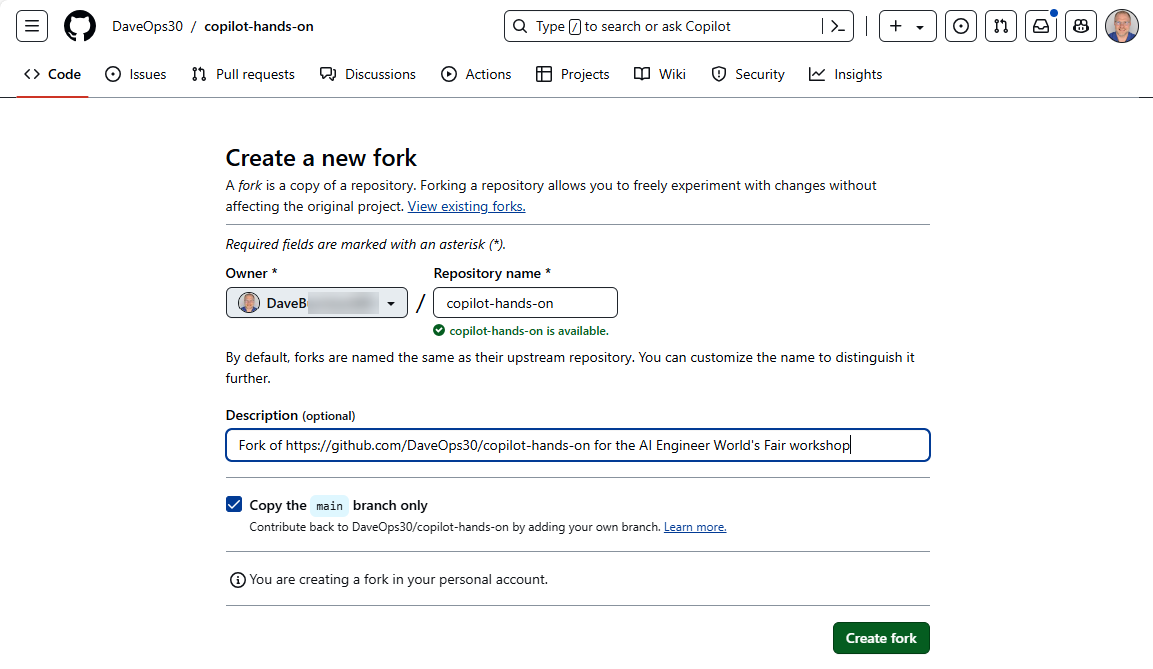 DaveOps30 / copilot-hands-on
Type / to search or ask Copilot
Code Issues Pull requests Discussions Actions Projects Wiki Security Insights
Create a new fork
A fork is a copy of a repository. Forking a repository allows you to freely experiment with changes without
affecting the original project. View existing forks.
Required fields are marked with an asterisk (*).
Owner * Repository name *
DaveB / copilot-hands-on
copilot-hands-on is available.
By default, forks are named the same as their upstream repository. You can customize the name to distinguish it
further.
Description (optional)
Fork of https://github.com/DaveOps30/copilot-hands-on for the AI Engineer World's Fair workshop
Copy the main branch only
Contribute back to DaveOps30/copilot-hands-on by adding your own branch. Learn more.
You are creating a fork in your personal account.
Create fork